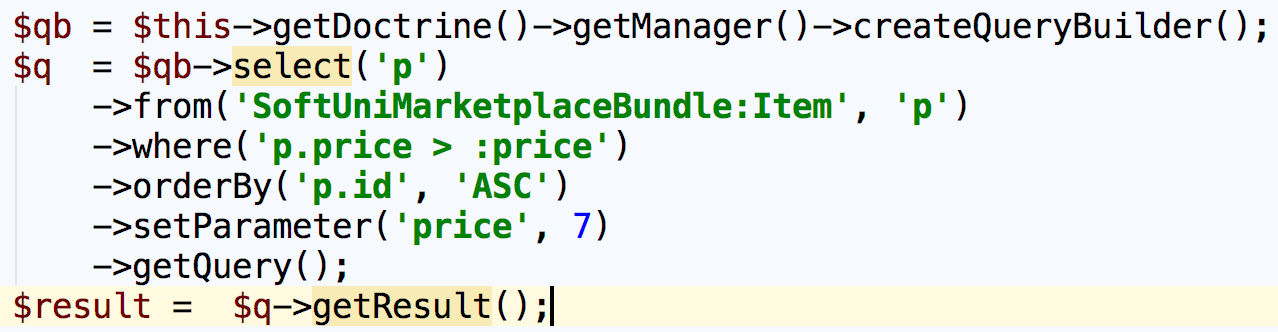 $qb = $this->getDoctrine()->getManager()->createQueryBuilder();
$q  = $qb->select('p')
    ->from('SoftUniMarketplaceBundle:Item', 'p')
    ->where('p.price > :price')
    ->orderBy('p.id', 'ASC')
    ->setParameter('price', 7)
    ->getQuery();
$result =  $q->getResult();